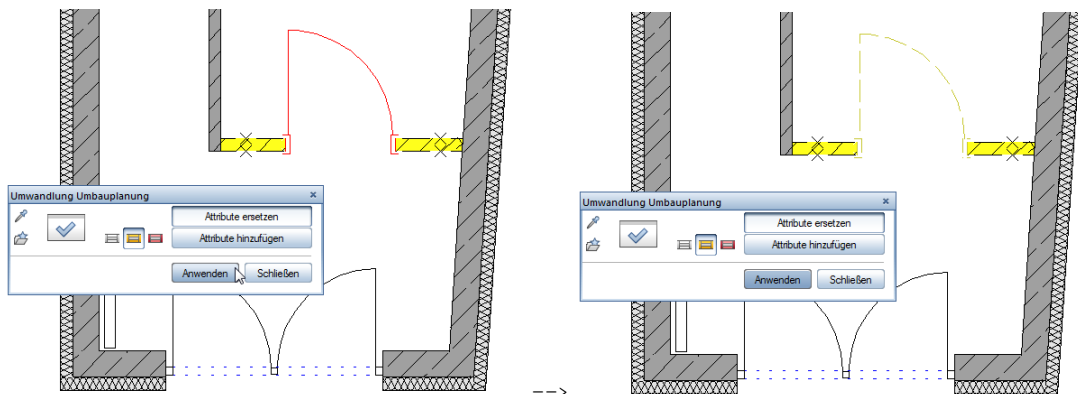 Umwandlung Umbauplanung
Attribute ersetzen
Attribute hinzufügen
Anwenden Schließen
-->
Umwandlung Umbauplanung
Attribute ersetzen
Attribute hinzufügen
Anwenden Schließen